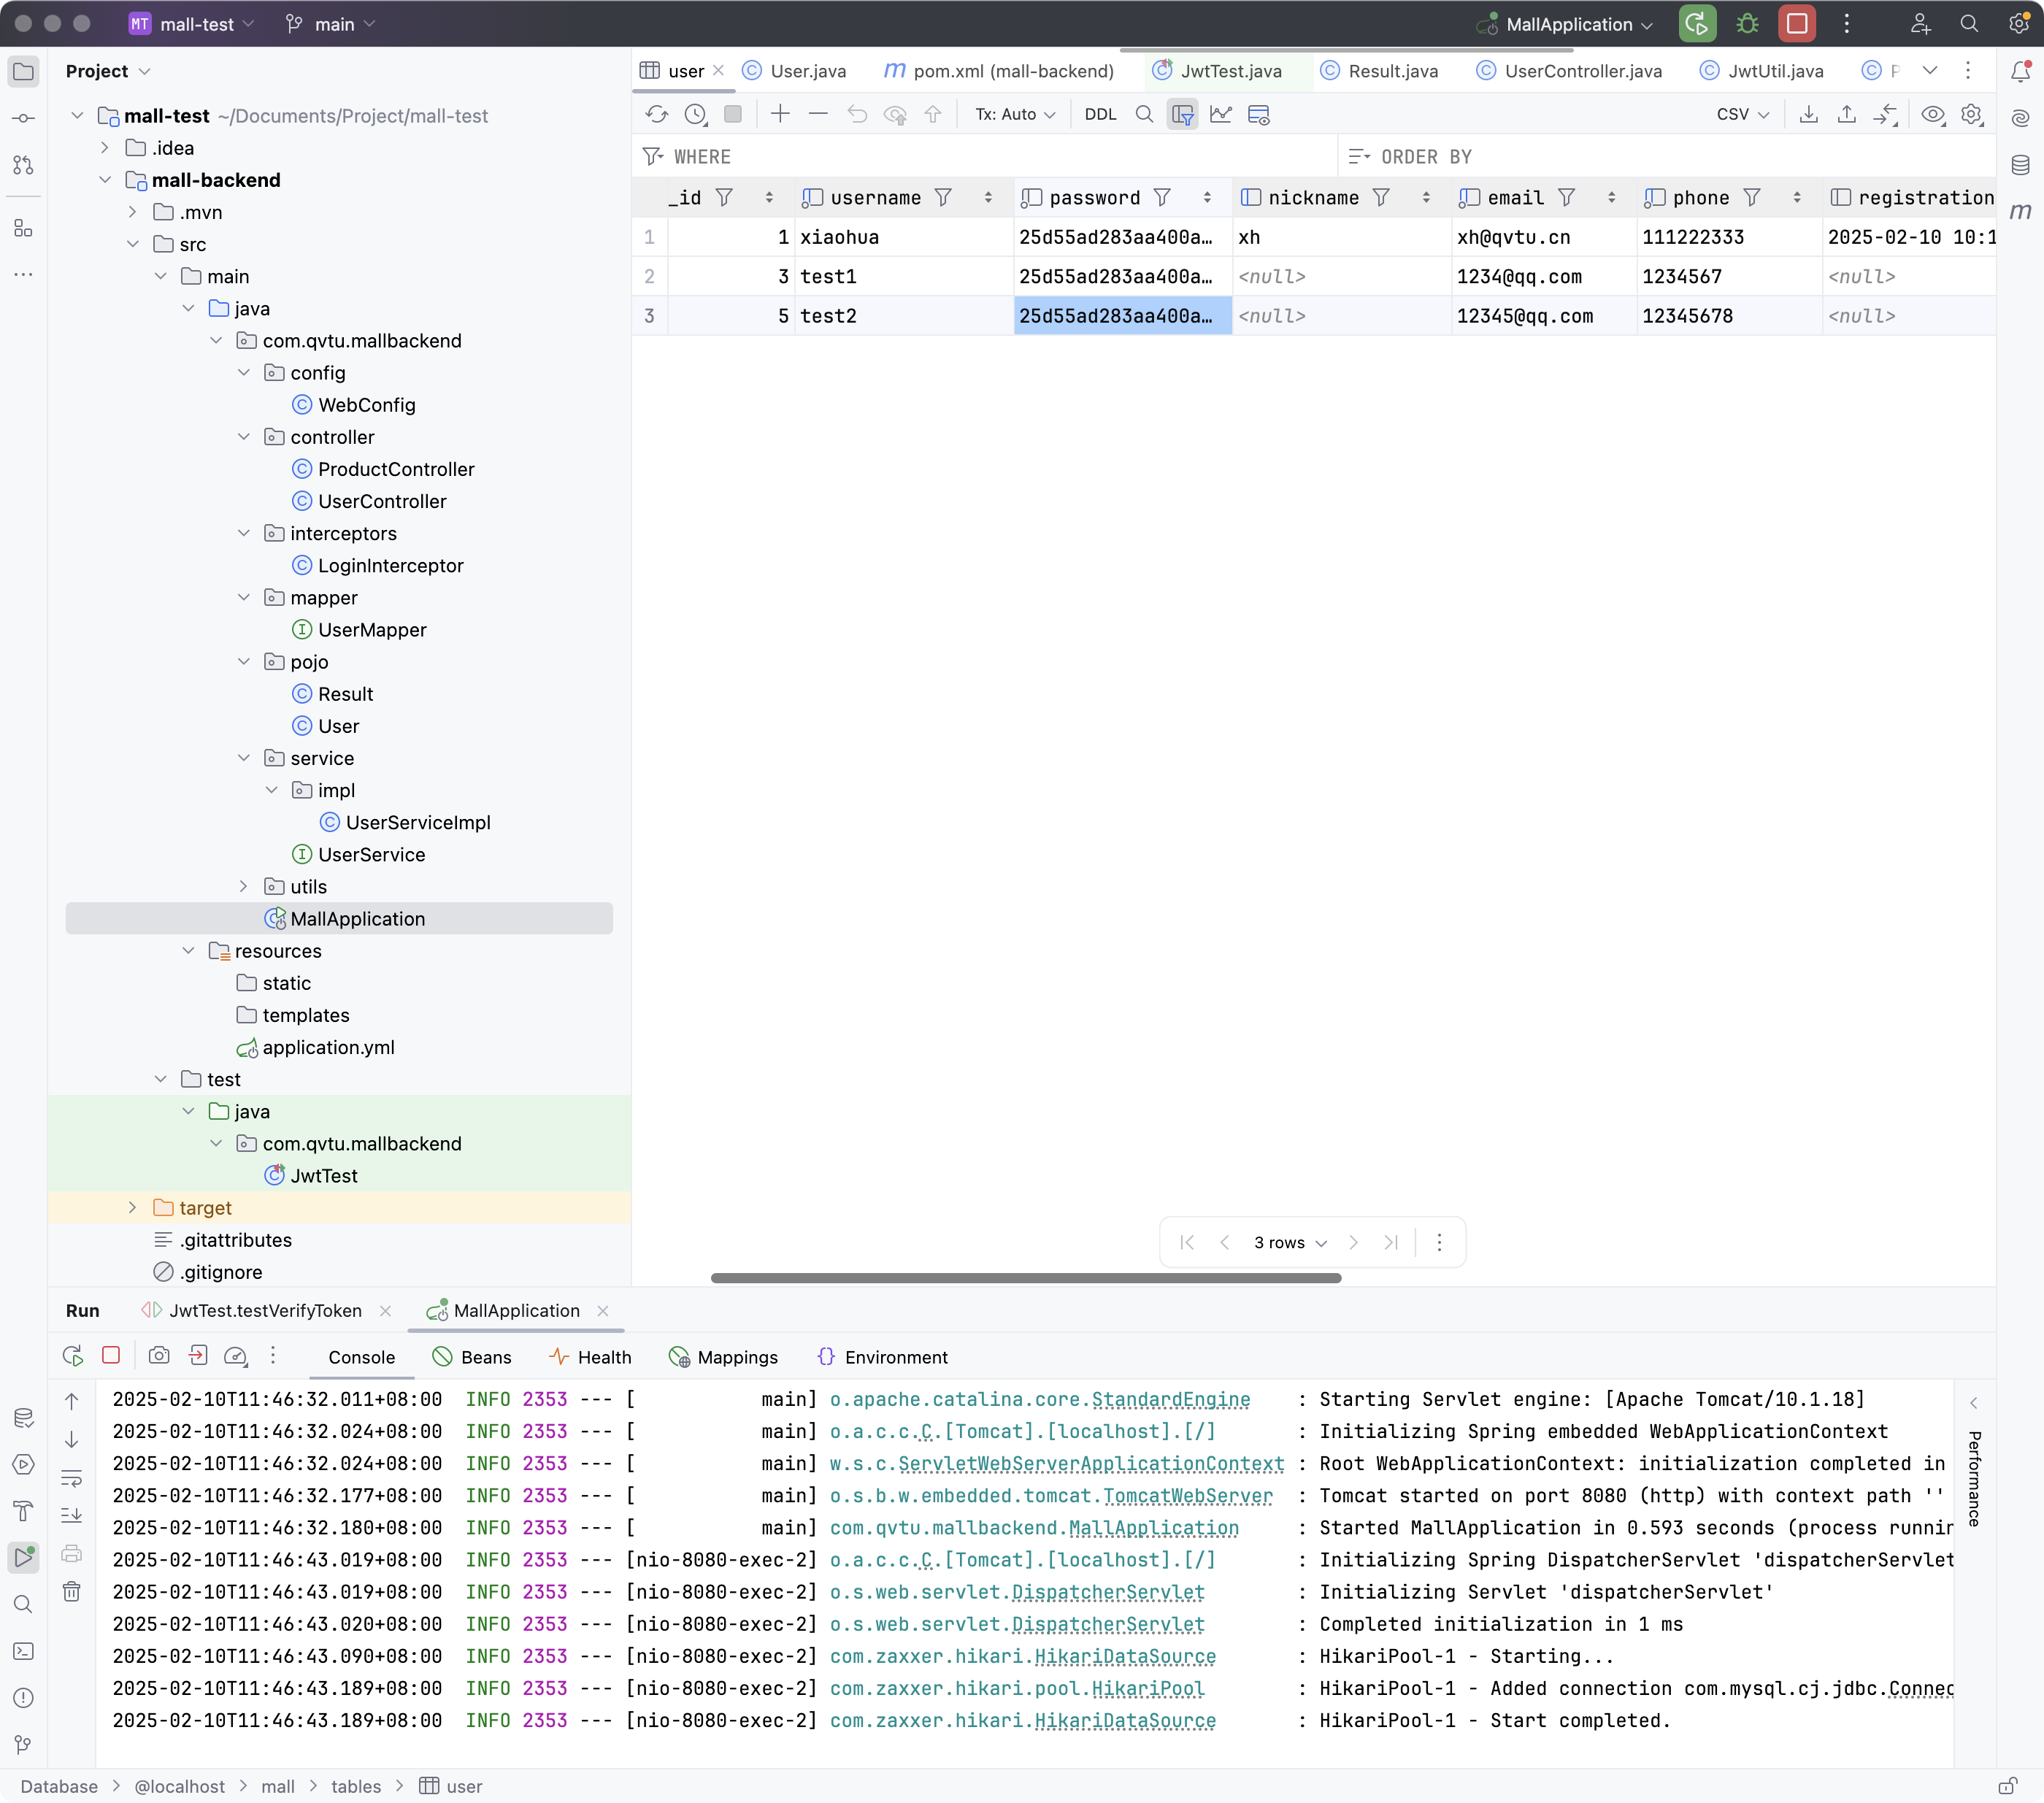 MT mall-test main MallApplication
Project
user User.java pom.xml (mall-backend) JwtTest.java Result.java UserController.java JwtUtil.java
Tx: Auto DDL CSV
WHERE ORDER BY
_id username password nickname email phone registration
1 1 xiaohua 25d55ad283aa400a… xh xh@qvtu.cn 111222333 2025-02-10 10:1
2 3 test1 25d55ad283aa400a… <null> 1234@qq.com 1234567 <null>
3 5 test2 25d55ad283aa400a… <null> 12345@qq.com 12345678 <null>
3 rows
mall-test ~/Documents/Project/mall-test
.idea
mall-backend
.mvn
src
main
java
com.qvtu.mallbackend
config
WebConfig
controller
ProductController
UserController
interceptors
LoginInterceptor
mapper
UserMapper
pojo
Result
User
service
impl
UserServiceImpl
UserService
utils
MallApplication
resources
static
templates
application.yml
test
java
com.qvtu.mallbackend
JwtTest
target
.gitattributes
.gitignore
Run JwtTest.testVerifyToken MallApplication
Console Beans Health Mappings Environment
2025-02-10T11:46:32.011+08:00 INFO 2353 --- [ main] o.apache.catalina.core.StandardEngine : Starting Servlet engine: [Apache Tomcat/10.1.18]
2025-02-10T11:46:32.024+08:00 INFO 2353 --- [ main] o.a.c.c.C.[Tomcat].[localhost].[/] : Initializing Spring embedded WebApplicationContext
2025-02-10T11:46:32.024+08:00 INFO 2353 --- [ main] w.s.c.ServletWebServerApplicationContext : Root WebApplicationContext: initialization completed in
2025-02-10T11:46:32.177+08:00 INFO 2353 --- [ main] o.s.b.w.embedded.tomcat.TomcatWebServer : Tomcat started on port 8080 (http) with context path ''
2025-02-10T11:46:32.180+08:00 INFO 2353 --- [ main] com.qvtu.mallbackend.MallApplication : Started MallApplication in 0.593 seconds (process runnin
2025-02-10T11:46:43.019+08:00 INFO 2353 --- [nio-8080-exec-2] o.a.c.c.C.[Tomcat].[localhost].[/] : Initializing Spring DispatcherServlet 'dispatcherServlet
2025-02-10T11:46:43.019+08:00 INFO 2353 --- [nio-8080-exec-2] o.s.web.servlet.DispatcherServlet : Initializing Servlet 'dispatcherServlet'
2025-02-10T11:46:43.020+08:00 INFO 2353 --- [nio-8080-exec-2] o.s.web.servlet.DispatcherServlet : Completed initialization in 1 ms
2025-02-10T11:46:43.090+08:00 INFO 2353 --- [nio-8080-exec-2] com.zaxxer.hikari.HikariDataSource : HikariPool-1 - Starting...
2025-02-10T11:46:43.189+08:00 INFO 2353 --- [nio-8080-exec-2] com.zaxxer.hikari.pool.HikariPool : HikariPool-1 - Added connection com.mysql.cj.jdbc.Connec
2025-02-10T11:46:43.189+08:00 INFO 2353 --- [nio-8080-exec-2] com.zaxxer.hikari.HikariDataSource : HikariPool-1 - Start completed.
Performance
Database > @localhost > mall > tables > user